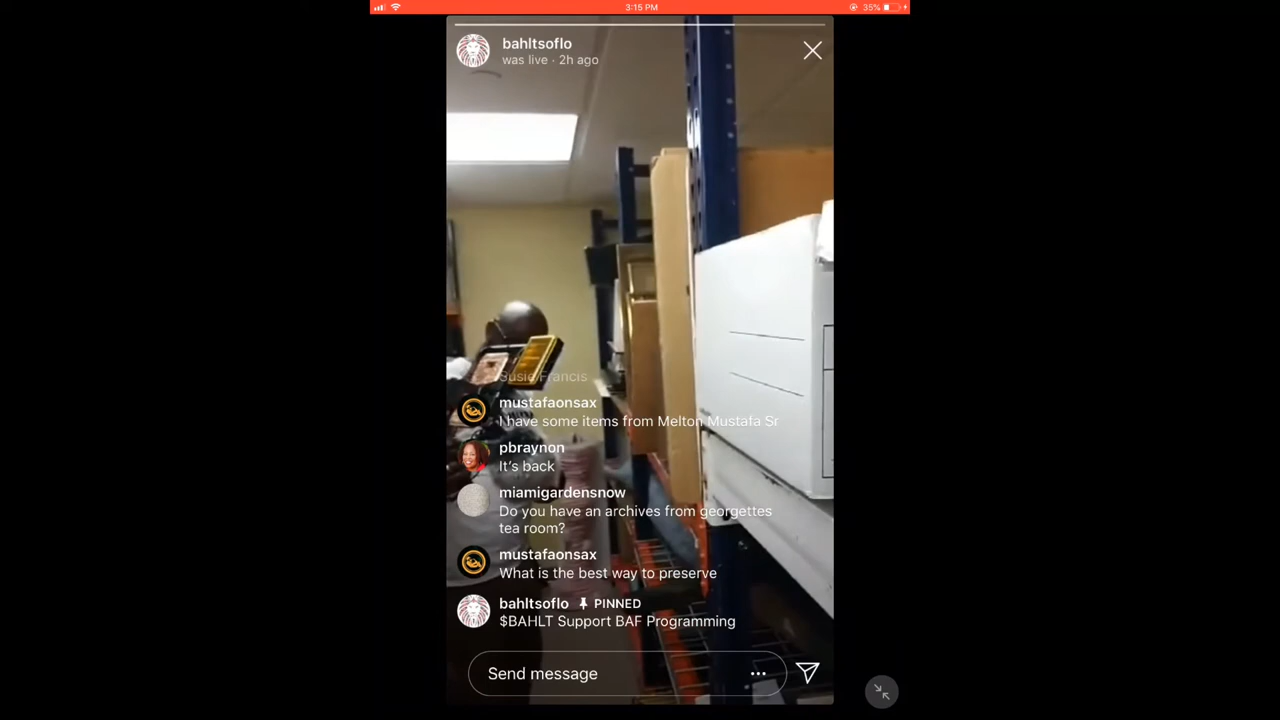 3:15 PM
35%
bahltsoflo
was live · 2h ago
Susie Francis
mustafaonsax
I have some items from Melton Mustafa Sr
pbraynon
It's back
miamigardensnow
Do you have an archives from georgettes
tea room?
mustafaonsax
What is the best way to preserve
bahltsoflo PINNED
$BAHLT Support BAF Programming
Send message